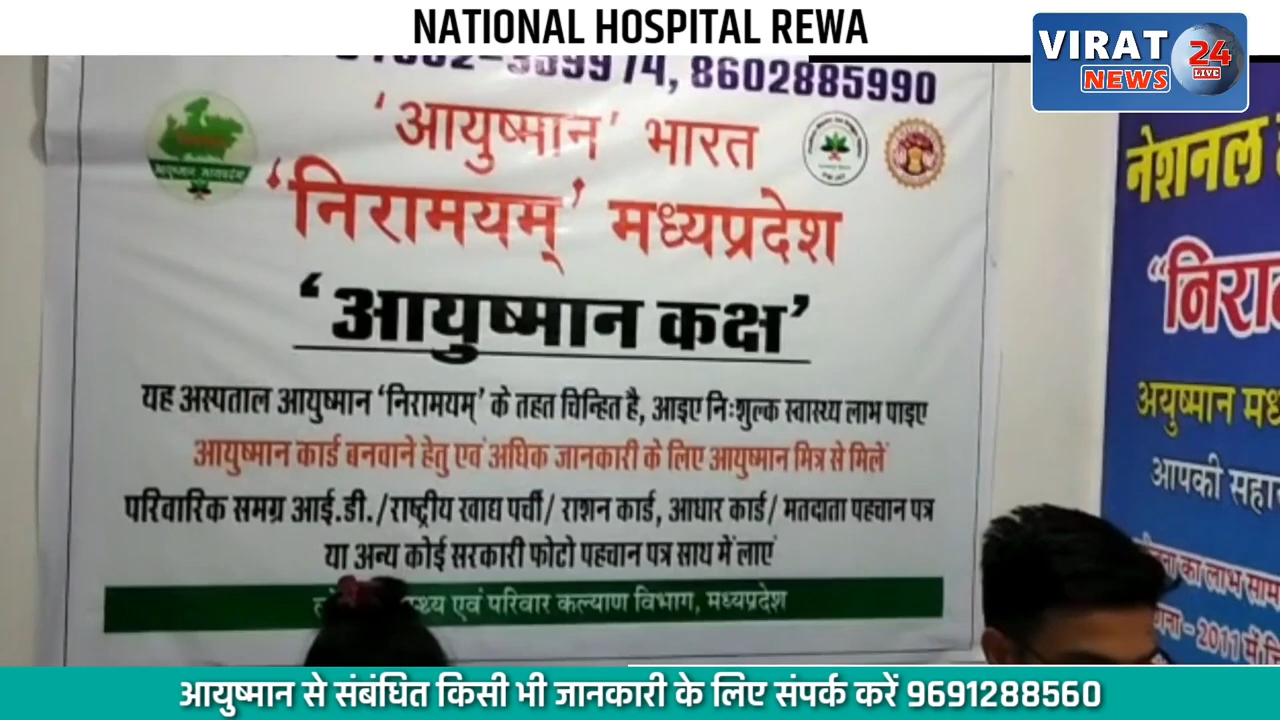 NATIONAL HOSPITAL REWA
VIRAT 24
NEWS LIVE
8602885990
'आयुष्मान' भारत
'निरामयम्' मध्यप्रदेश
'आयुष्मान कक्ष'
यह अस्पताल आयुष्मान 'निरामयम्' के तहत चिन्हित है, आइए निःशुल्क स्वास्थ्य लाभ पाइए
आयुष्मान कार्ड बनवाने हेतु एवं अधिक जानकारी के लिए आयुष्मान मित्र से मिलें
परिवारिक समग्र आई.डी./राष्ट्रीय खाद्य पर्ची/ राशन कार्ड, आधार कार्ड/ मतदाता पहचान पत्र
या अन्य कोई सरकारी फोटो पहचान पत्र साथ में लाएं
एवं परिवार कल्याण विभाग, मध्यप्रदेश
नेशनल
अयुष्मान
आपकी
का लाभ
2011 में
आयुष्मान से संबंधित किसी भी जानकारी के लिए संपर्क करें 9691288560